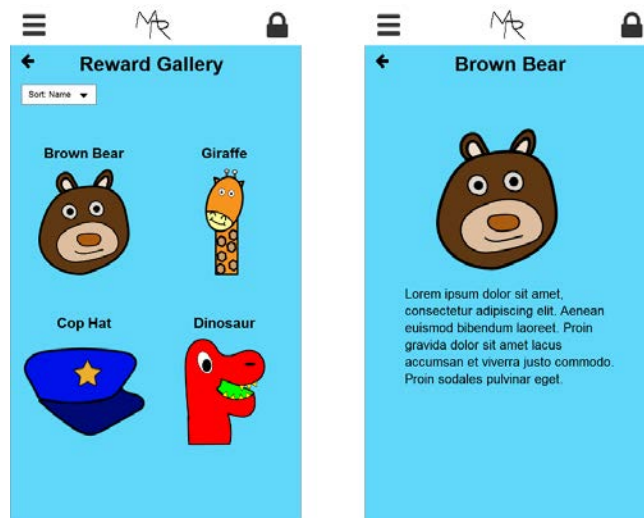 MAR
Reward Gallery
Sort: Name
Brown Bear
Giraffe
Cop Hat
Dinosaur
MAR
Brown Bear
Lorem ipsum dolor sit amet,
consectetur adipiscing elit. Aenean
euismod bibendum laoreet. Proin
gravida dolor sit amet lacus
accumsan et viverra justo commodo.
Proin sodales pulvinar eget.